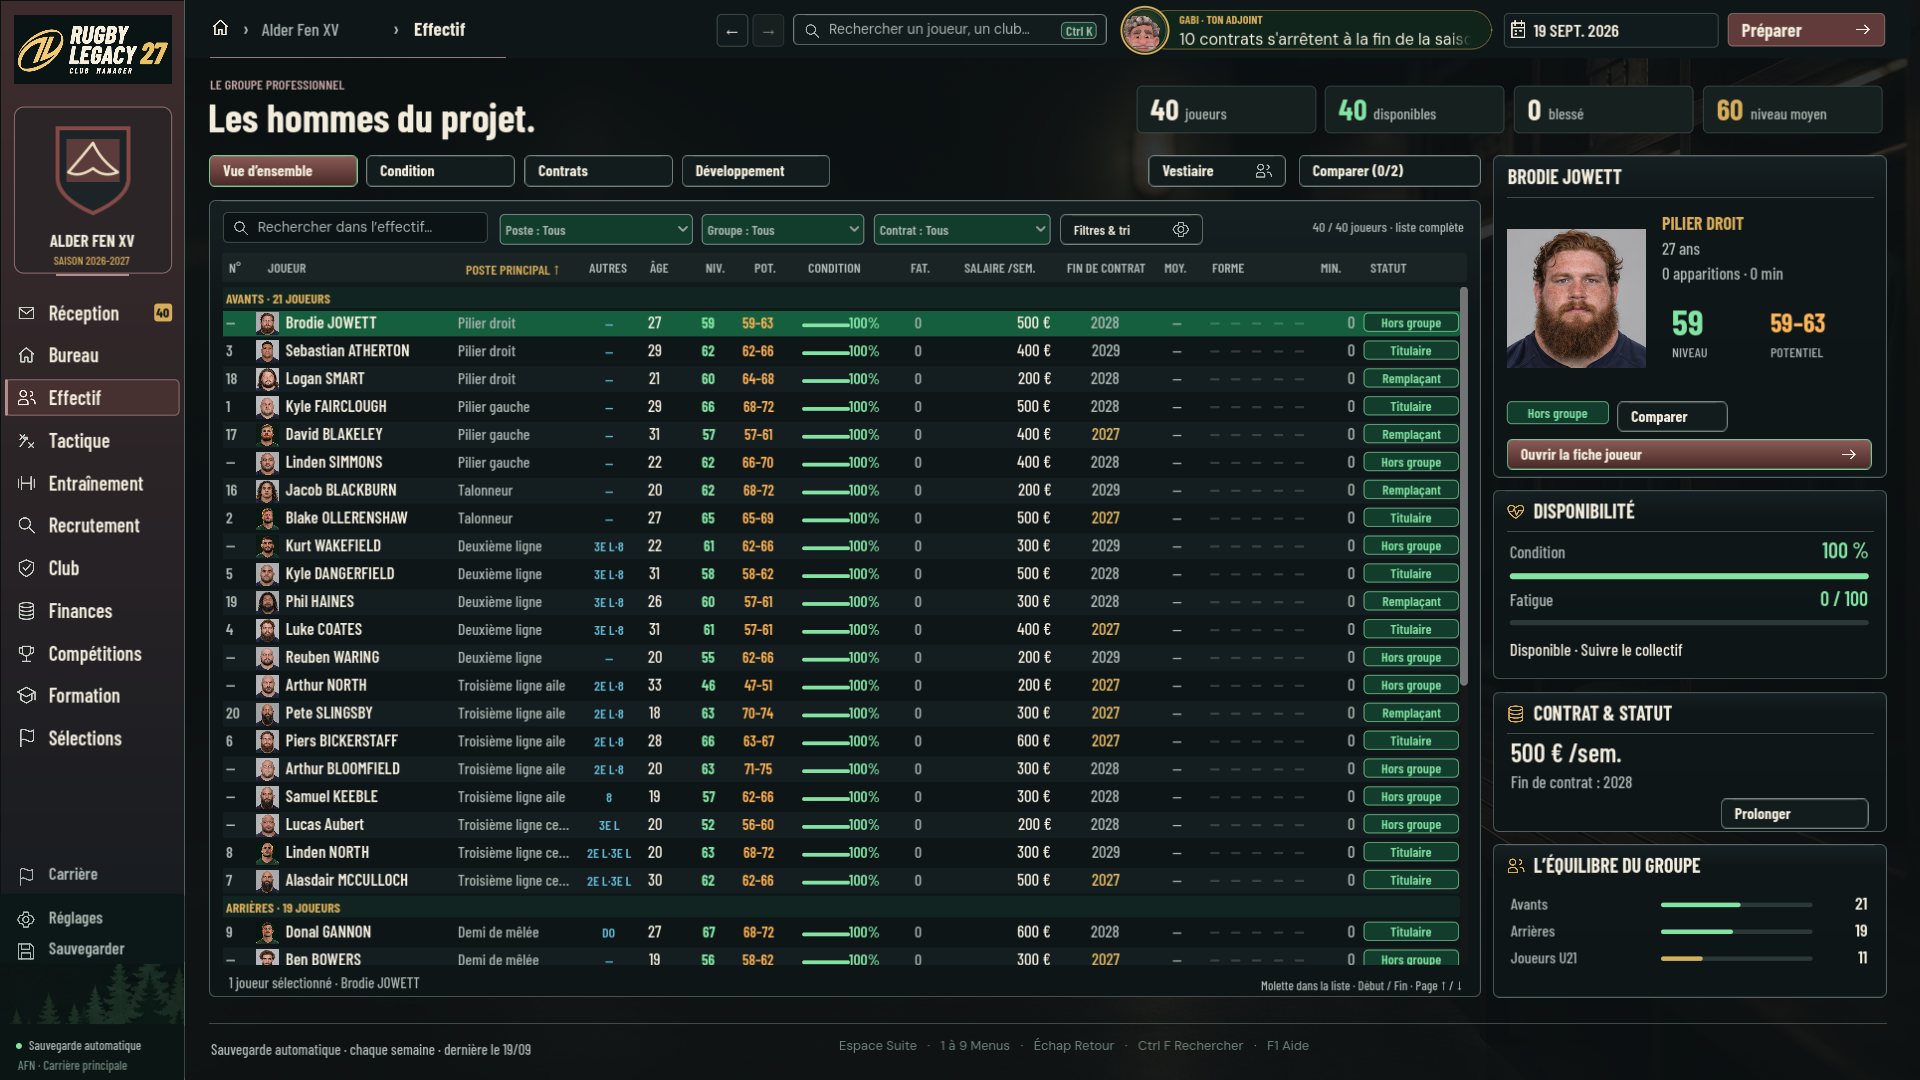 RUGBY LEGACY 27
CLUB MANAGER
Alder Fen XV › Effectif
Rechercher un joueur, un club... Ctrl K
GABI · TON ADJOINT
10 contrats s'arrêtent à la fin de la sais
19 SEPT. 2026
Préparer
ALDER FEN XV
SAISON 2026-2027
Réception 40
Bureau
Effectif
Tactique
Entraînement
Recrutement
Club
Finances
Compétitions
Formation
Sélections
Carrière
Réglages
Sauvegarder
Sauvegarde automatique
AFN · Carrière principale
LE GROUPE PROFESSIONNEL
Les hommes du projet.
40 joueurs
40 disponibles
0 blessé
60 niveau moyen
Vue d'ensemble
Condition
Contrats
Développement
Vestiaire
Comparer (0/2)
Rechercher dans l'effectif...
Poste : Tous
Groupe : Tous
Contrat : Tous
Filtres & tri
40 / 40 joueurs · liste complète
N° JOUEUR POSTE PRINCIPAL ↑ AUTRES ÂGE NIV. POT. CONDITION FAT. SALAIRE /SEM. FIN DE CONTRAT MOY. FORME MIN. STATUT
AVANTS · 21 JOUEURS
– Brodie JOWETT Pilier droit – 27 59 59-63 100% 0 500 € 2028 – – – – – – 0 Hors groupe
3 Sebastian ATHERTON Pilier droit – 29 62 62-66 100% 0 400 € 2029 – – – – – – 0 Titulaire
18 Logan SMART Pilier droit – 21 60 64-68 100% 0 200 € 2028 – – – – – – 0 Remplaçant
1 Kyle FAIRCLOUGH Pilier gauche – 29 66 68-72 100% 0 500 € 2028 – – – – – – 0 Titulaire
17 David BLAKELEY Pilier gauche – 31 57 57-61 100% 0 400 € 2027 – – – – – – 0 Remplaçant
– Linden SIMMONS Pilier gauche – 22 62 66-70 100% 0 400 € 2028 – – – – – – 0 Hors groupe
16 Jacob BLACKBURN Talonneur – 20 62 68-72 100% 0 200 € 2029 – – – – – – 0 Remplaçant
2 Blake OLLERENSHAW Talonneur – 27 65 65-69 100% 0 500 € 2027 – – – – – – 0 Titulaire
– Kurt WAKEFIELD Deuxième ligne 3E L·8 22 61 62-66 100% 0 300 € 2029 – – – – – – 0 Hors groupe
5 Kyle DANGERFIELD Deuxième ligne 3E L·8 31 58 58-62 100% 0 500 € 2028 – – – – – – 0 Titulaire
19 Phil HAINES Deuxième ligne 3E L·8 26 60 57-61 100% 0 300 € 2028 – – – – – – 0 Remplaçant
4 Luke COATES Deuxième ligne 3E L·8 31 61 57-61 100% 0 400 € 2027 – – – – – – 0 Titulaire
– Reuben WARING Deuxième ligne – 20 55 62-66 100% 0 200 € 2029 – – – – – – 0 Hors groupe
– Arthur NORTH Troisième ligne aile 2E L·8 33 46 47-51 100% 0 200 € 2027 – – – – – – 0 Hors groupe
20 Pete SLINGSBY Troisième ligne aile 2E L·8 18 63 70-74 100% 0 300 € 2027 – – – – – – 0 Remplaçant
6 Piers BICKERSTAFF Troisième ligne aile 2E L·8 28 66 63-67 100% 0 600 € 2027 – – – – – – 0 Titulaire
– Arthur BLOOMFIELD Troisième ligne aile 2E L·8 20 63 71-75 100% 0 300 € 2028 – – – – – – 0 Hors groupe
– Samuel KEEBLE Troisième ligne aile 8 19 57 62-66 100% 0 300 € 2028 – – – – – – 0 Hors groupe
– Lucas Aubert Troisième ligne ce... 3E L 20 52 56-60 100% 0 200 € 2028 – – – – – – 0 Hors groupe
8 Linden NORTH Troisième ligne ce... 2E L·3E L 20 63 68-72 100% 0 300 € 2029 – – – – – – 0 Titulaire
7 Alasdair MCCULLOCH Troisième ligne ce... 2E L·3E L 30 62 62-66 100% 0 500 € 2027 – – – – – – 0 Titulaire
ARRIÈRES · 19 JOUEURS
9 Donal GANNON Demi de mêlée DO 27 67 68-72 100% 0 600 € 2028 – – – – – – 0 Titulaire
– Ben BOWERS Demi de mêlée – 19 56 58-62 100% 0 300 € 2027 – – – – – – 0 Hors groupe
1 joueur sélectionné · Brodie JOWETT
Molette dans la liste · Début / Fin · Page ↑ / ↓
BRODIE JOWETT
PILIER DROIT
27 ans
0 apparitions · 0 min
59 59-63
NIVEAU POTENTIEL
Hors groupe
Comparer
Ouvrir la fiche joueur
DISPONIBILITÉ
Condition 100 %
Fatigue 0 / 100
Disponible · Suivre le collectif
CONTRAT & STATUT
500 € /sem.
Fin de contrat : 2028
Prolonger
L'ÉQUILIBRE DU GROUPE
Avants 21
Arrières 19
Joueurs U21 11
Sauvegarde automatique · chaque semaine · dernière le 19/09
Espace Suite · 1 à 9 Menus · Échap Retour · Ctrl F Rechercher · F1 Aide